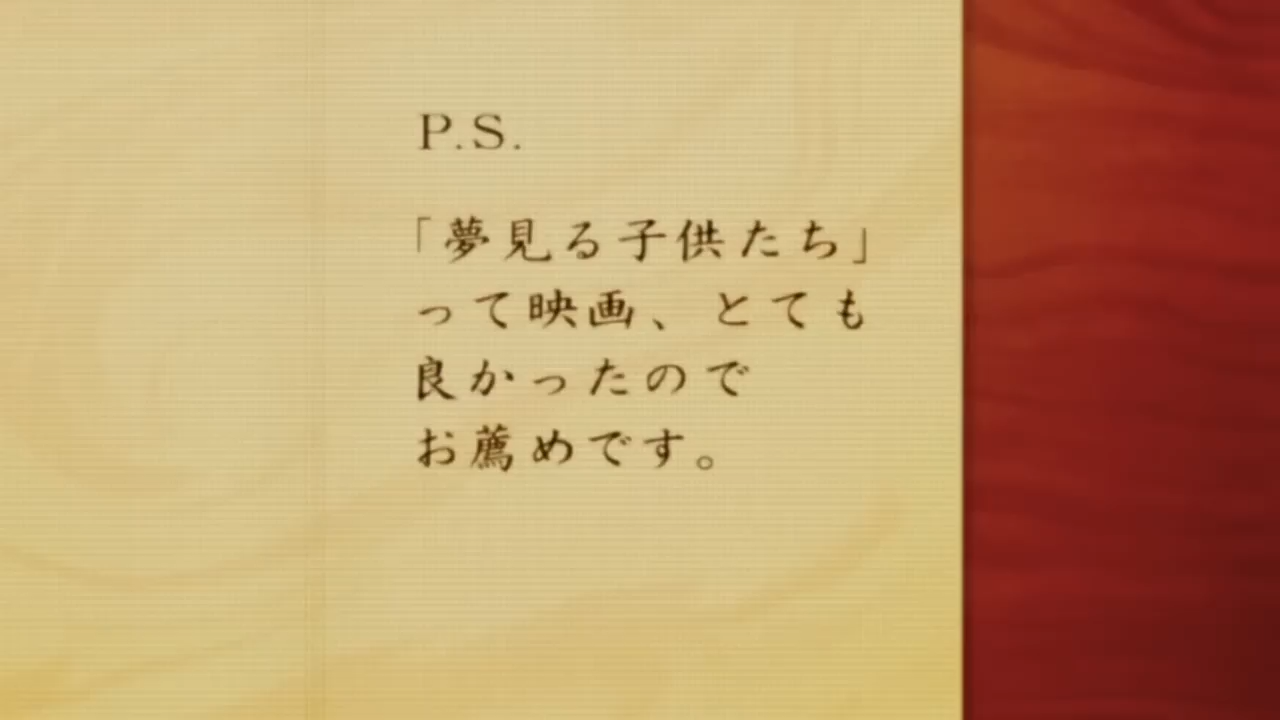 P.S.
「夢見る子供たち」
って映画、とても
良かったので
お薦めです。